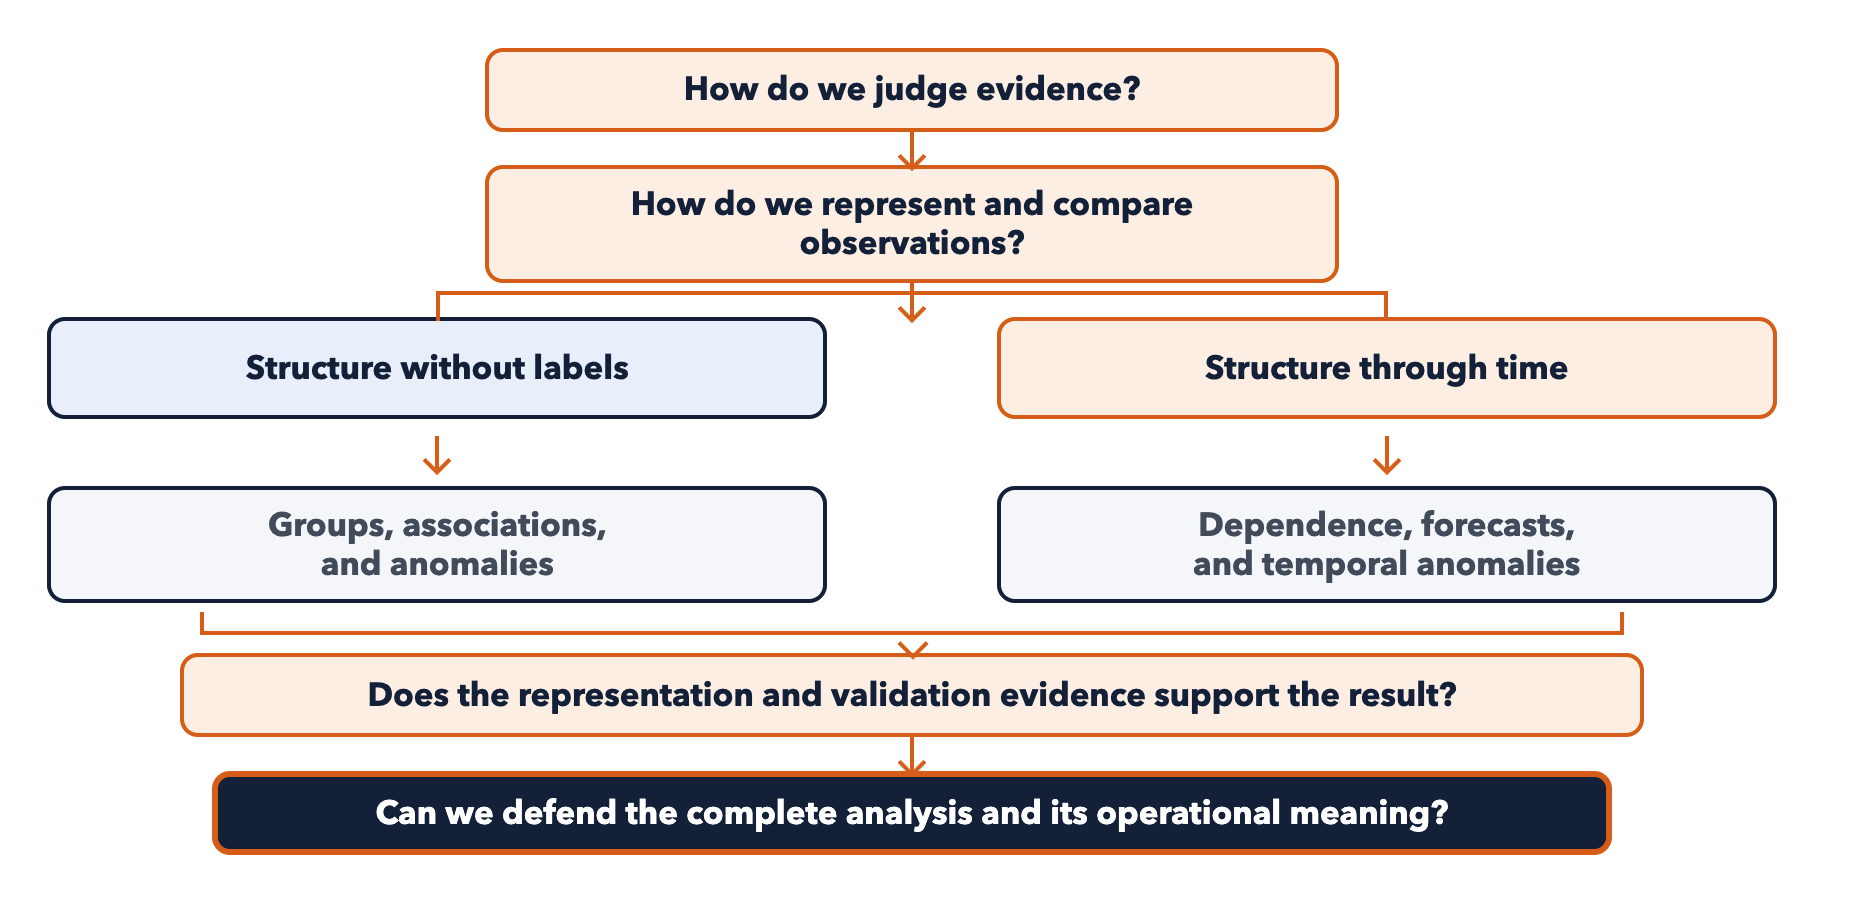 How do we judge evidence?
How do we represent and compare
observations?
Structure without labels
Structure through time
Groups, associations,
and anomalies
Dependence, forecasts,
and temporal anomalies
Does the representation and validation evidence support the result?
Can we defend the complete analysis and its operational meaning?